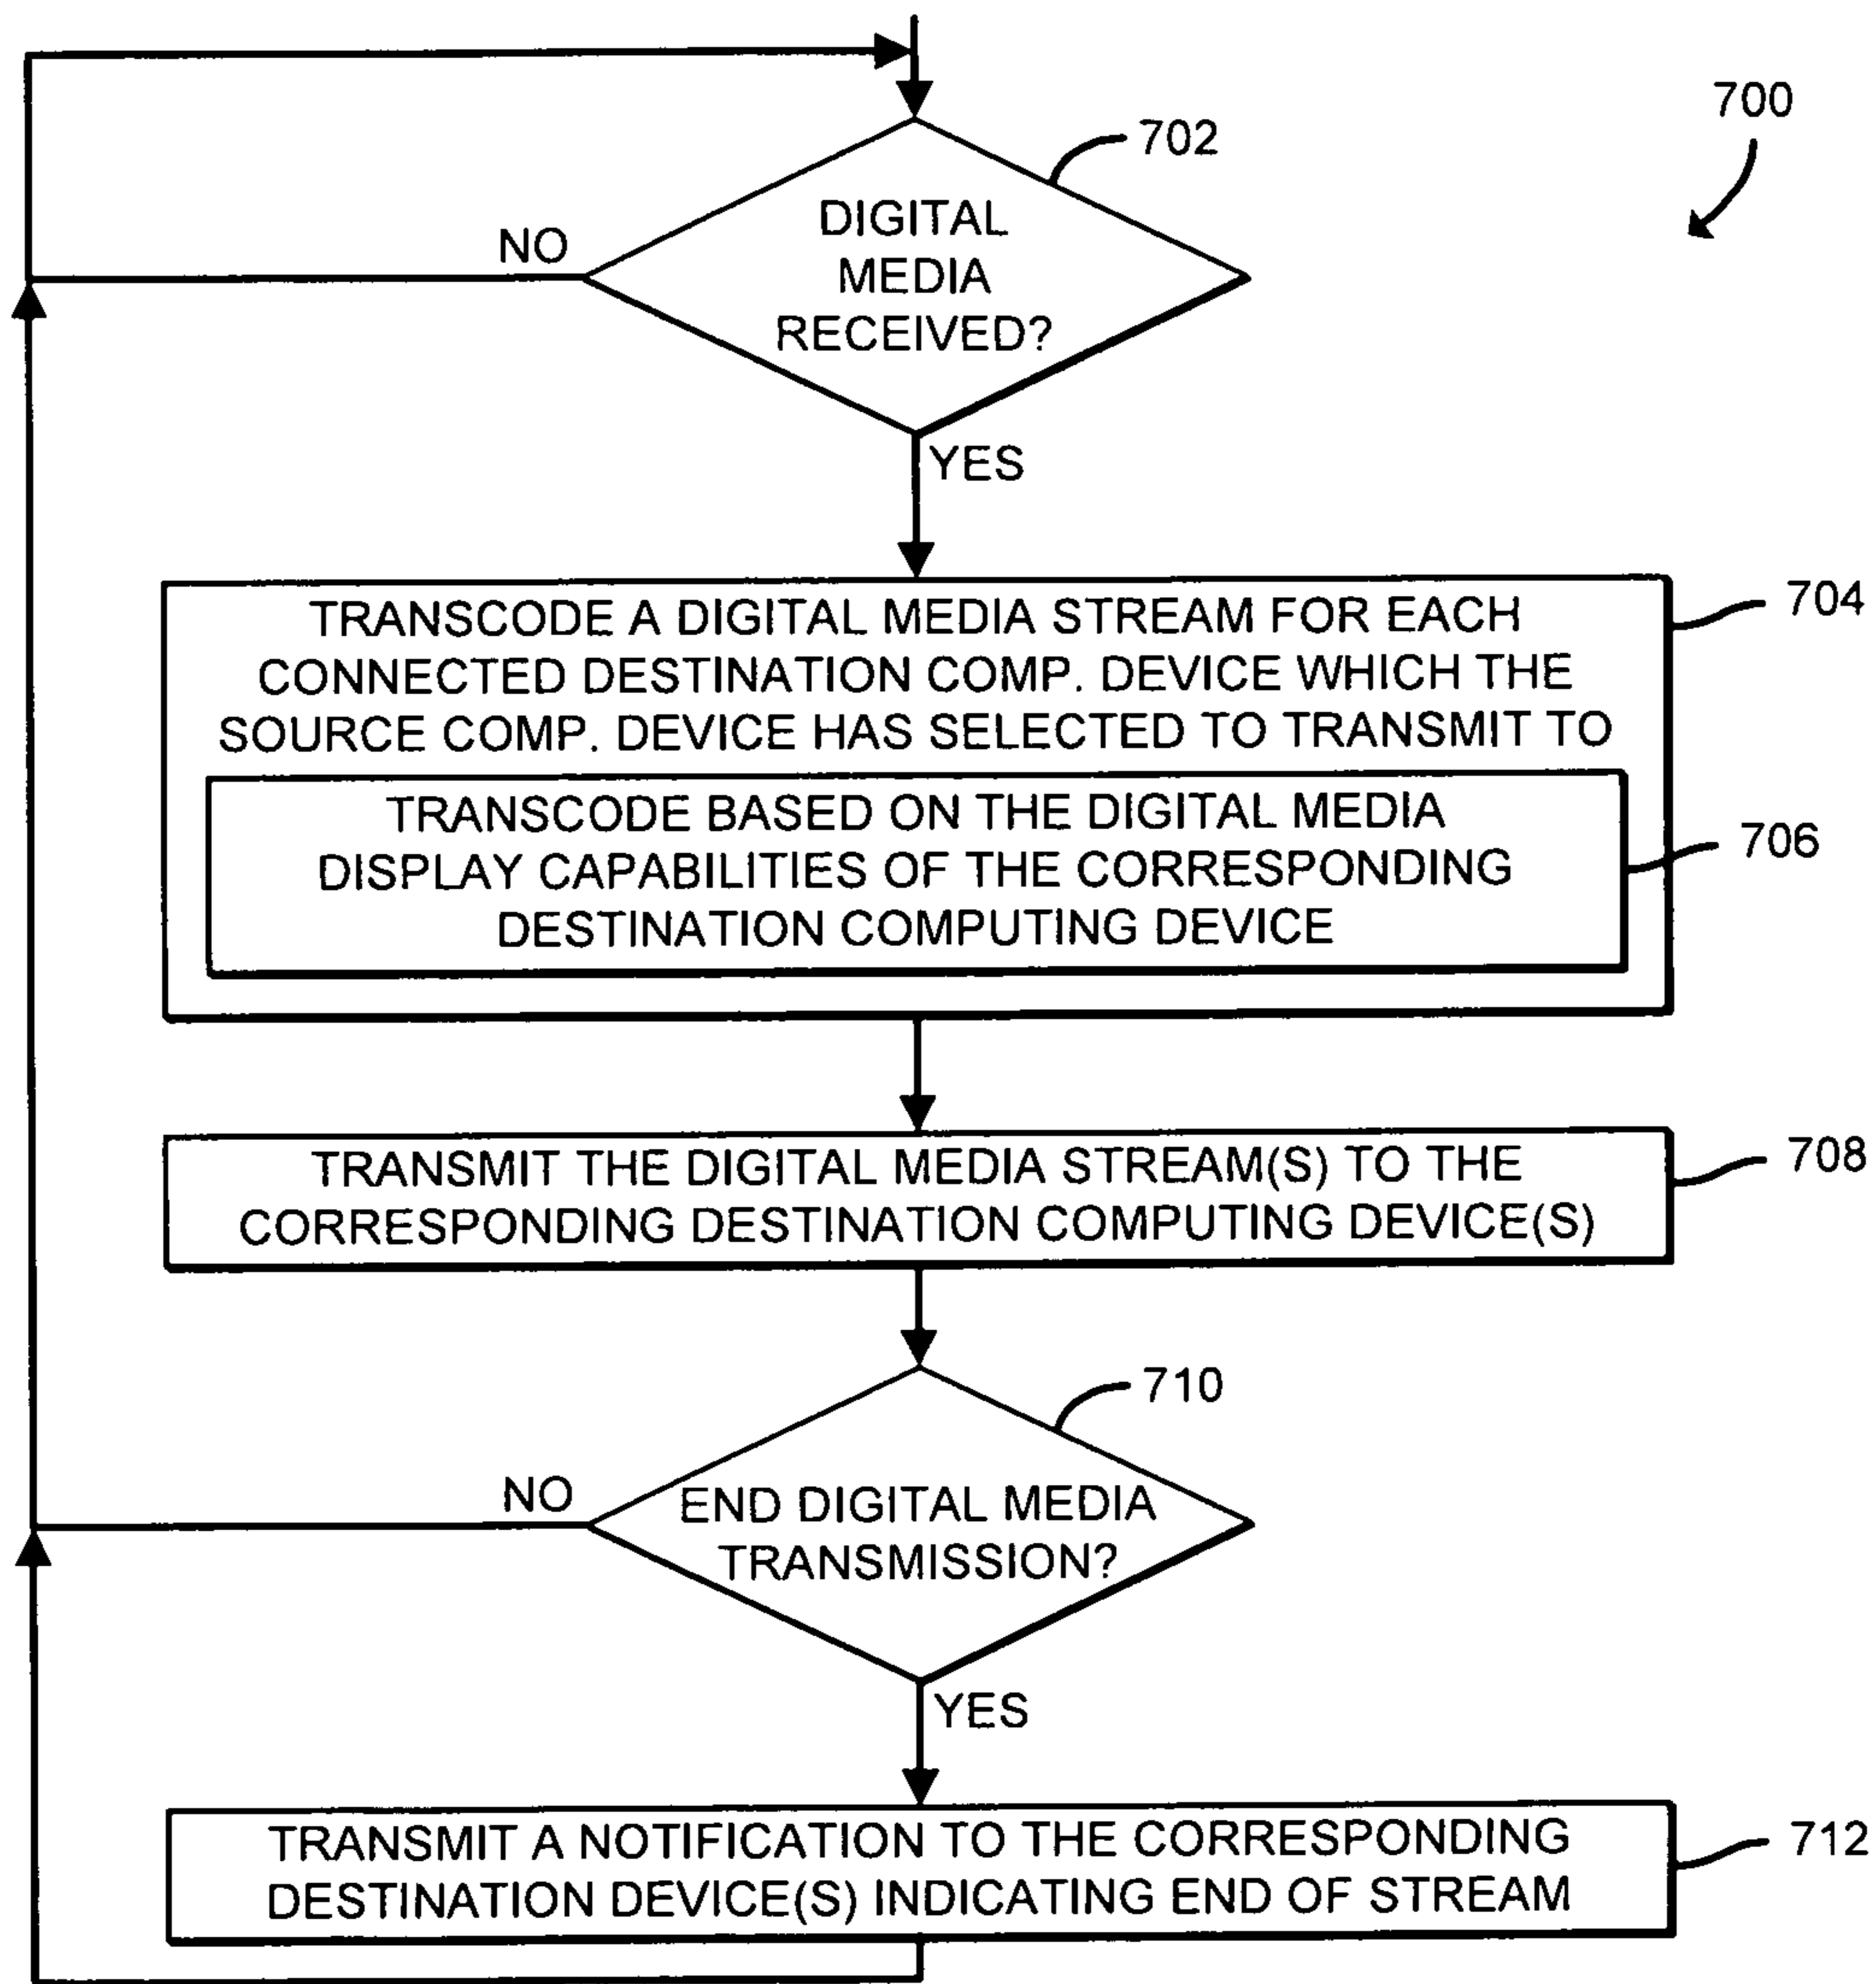 700
702
DIGITAL
MEDIA
RECEIVED?
NO
YES
704
TRANSCODE A DIGITAL MEDIA STREAM FOR EACH
CONNECTED DESTINATION COMP. DEVICE WHICH THE
SOURCE COMP. DEVICE HAS SELECTED TO TRANSMIT TO
706
TRANSCODE BASED ON THE DIGITAL MEDIA
DISPLAY CAPABILITIES OF THE CORRESPONDING
DESTINATION COMPUTING DEVICE
708
TRANSMIT THE DIGITAL MEDIA STREAM(S) TO THE
CORRESPONDING DESTINATION COMPUTING DEVICE(S)
710
NO
END DIGITAL MEDIA
TRANSMISSION?
YES
712
TRANSMIT A NOTIFICATION TO THE CORRESPONDING
DESTINATION DEVICE(S) INDICATING END OF STREAM